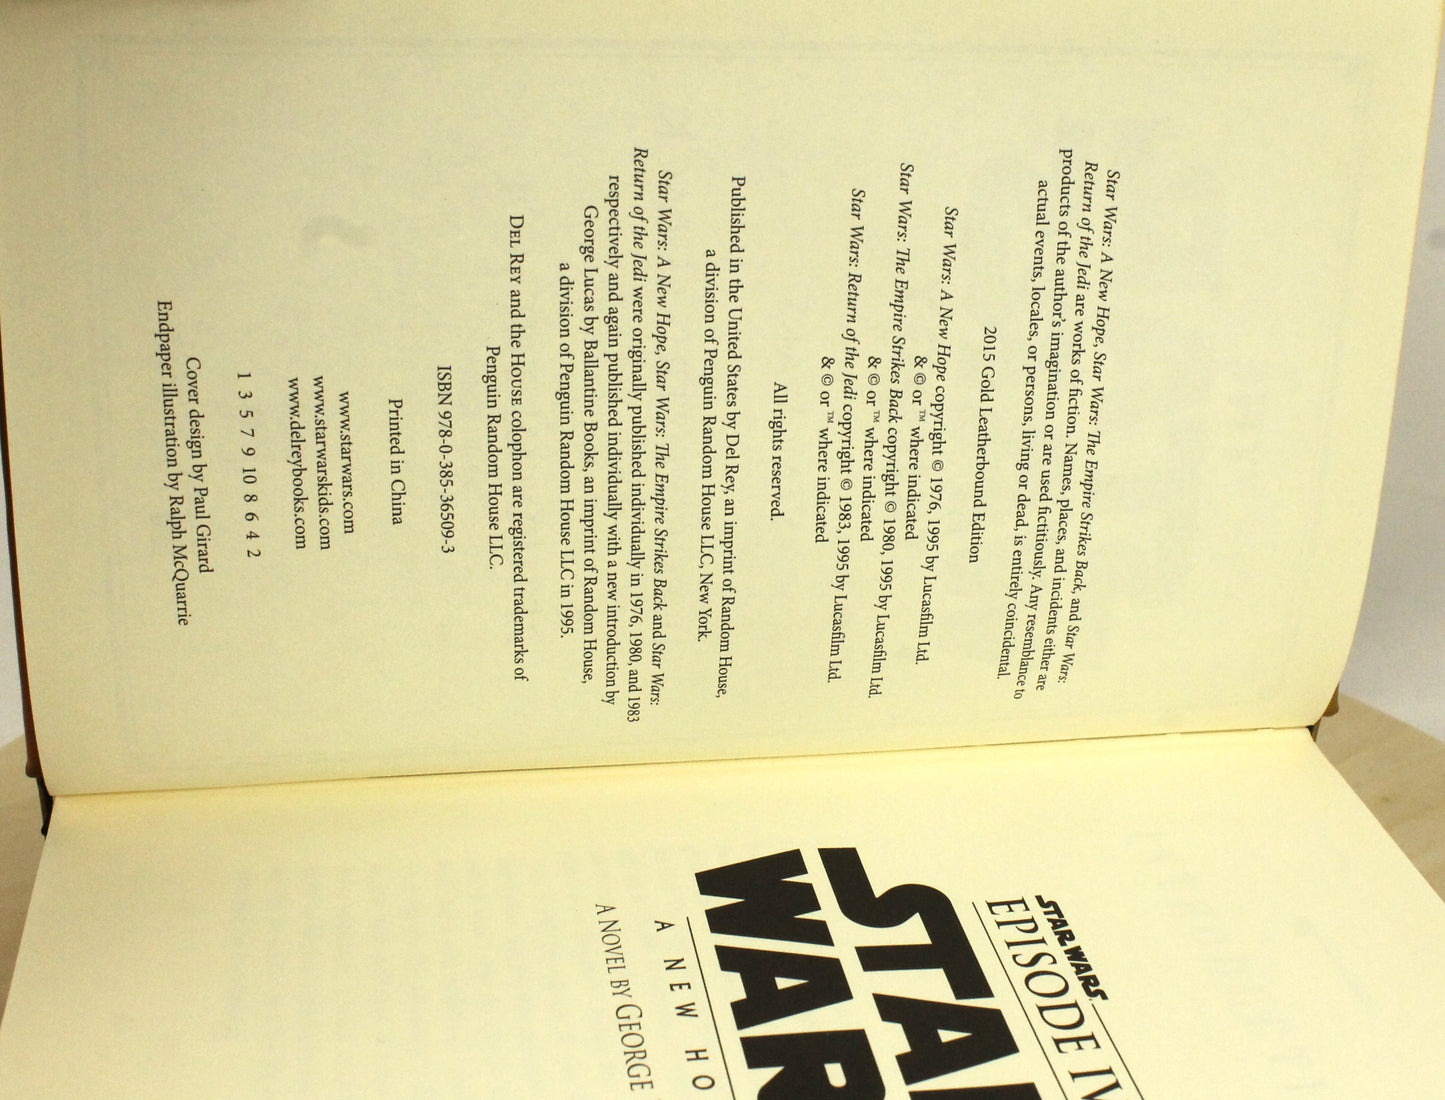 Star Wars: A New Hope, Star Wars: The Empire Strikes Back, and Star Wars:
Return of the Jedi are works of fiction. Names, places, and incidents either are
products of the author's imagination or are used fictitiously. Any resemblance to
actual events, locales, or persons, living or dead, is entirely coincidental.
2015 Gold Leatherbound Edition
Star Wars: A New Hope copyright © 1976, 1995 by Lucasfilm Ltd.
& © or ™ where indicated
Star Wars: The Empire Strikes Back copyright © 1980, 1995 by Lucasfilm Ltd.
& © or ™ where indicated
Star Wars: Return of the Jedi copyright © 1983, 1995 by Lucasfilm Ltd.
& © or ™ where indicated
All rights reserved.
Published in the United States by Del Rey, an imprint of Random House,
a division of Penguin Random House LLC, New York.
Star Wars: A New Hope, Star Wars: The Empire Strikes Back and Star Wars:
Return of the Jedi were originally published individually in 1976, 1980, and 1983
respectively and again published individually with a new introduction by
George Lucas by Ballantine Books, an imprint of Random House,
a division of Penguin Random House LLC in 1995.
DEL REY and the HOUSE colophon are registered trademarks of
Penguin Random House LLC.
ISBN 978-0-385-36509-3
Printed in China
www.starwars.com
www.starwarskids.com
www.delreybooks.com
1 3 5 7 9 10 8 6 4 2
Cover design by Paul Girard
Endpaper illustration by Ralph McQuarrie
STAR WARS
EPISODE IV
STAR
WAR
A NEW HO
A NOVEL BY GEORGE